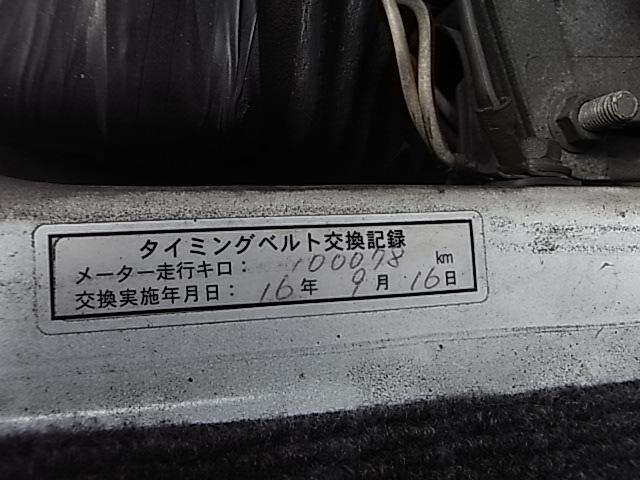 タイミングベルト交換記録
メーター走行キロ： 100078 km
交換実施年月日： 16年 9月 16日